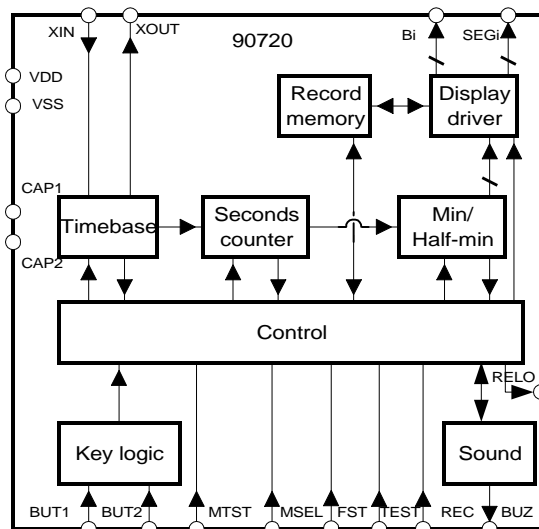 XIN
XOUT
90720
Bi
SEGi
VDD
VSS
Record
memory
Display
driver
CAP1
CAP2
Timebase
Seconds
counter
Min/
Half-min
Control
RELO
Key logic
Sound
BUT1
BUT2
MTST
MSEL
FST
TEST
REC
BUZ